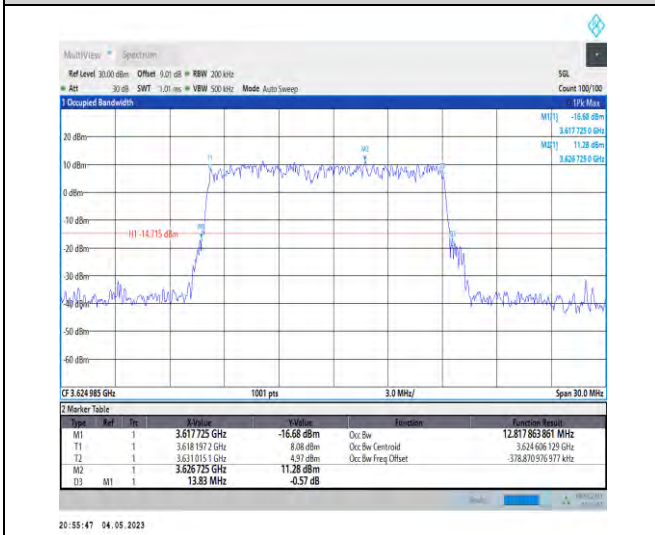 MultiView Spectrum
Ref Level 30.00 dBm Offset 9.01 dB RBW 200 kHz SGL
Att 30 dB SWT 1.01 ms VBW 500 kHz Mode Auto Sweep Count 100/100
1 Occupied Bandwidth 1Pk Max
M1[1] -16.68 dBm
3.617 725 0 GHz
M2[1] 11.28 dBm
3.626 725 0 GHz
20 dBm
10 dBm
0 dBm
-10 dBm
H1 -14.715 dBm
-20 dBm
-30 dBm
-40 dBm
-50 dBm
-60 dBm
T1
M2
CF 3.624 985 GHz 1001 pts 3.0 MHz/ Span 30.0 MHz
2 Marker Table
Type Ref Trc X-Value Y-Value Function Function Result
M1 1 3.617 725 GHz -16.68 dBm Occ Bw 12.817 863 861 MHz
T1 1 3.618 197 2 GHz 8.08 dBm Occ Bw Centroid 3.624 606 129 GHz
T2 1 3.631 015 1 GHz 4.97 dBm Occ Bw Freq Offset -378.870 976 977 kHz
M2 1 3.626 725 GHz 11.28 dBm
D3 M1 1 13.83 MHz -0.57 dB
20:55:47 04.05.2023